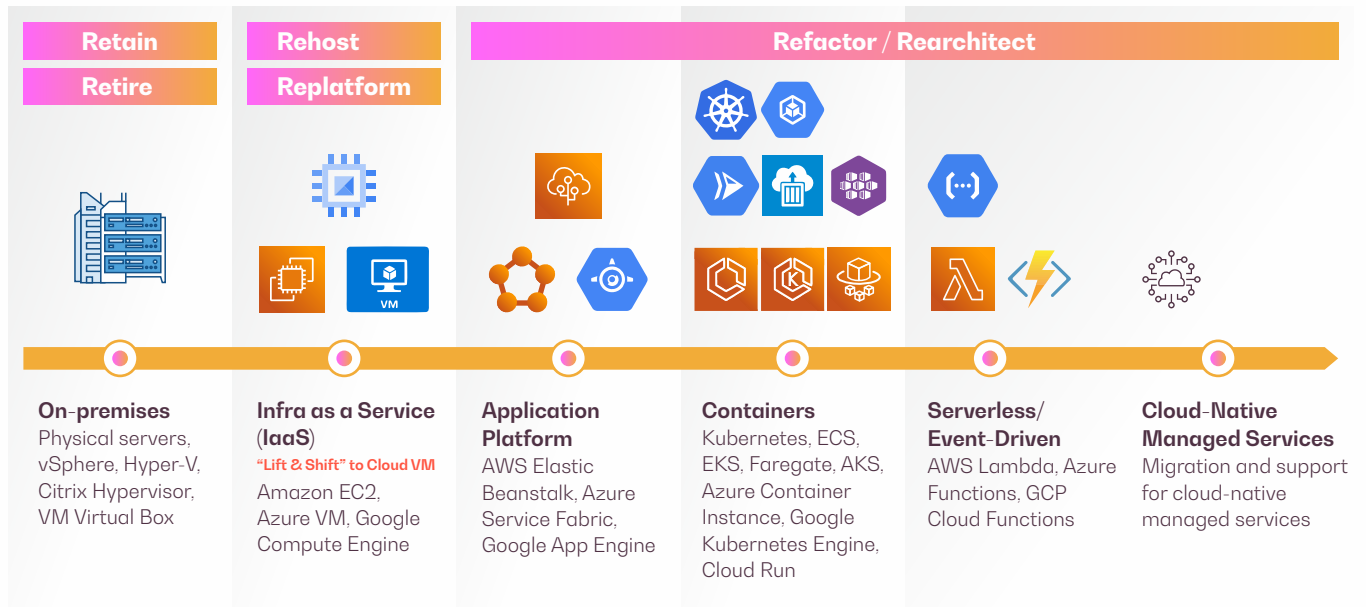 Retain
Retire
Rehost
Replatform
Refactor / Rearchitect
VM
K
On-premises
Physical servers,
vSphere, Hyper-V,
Citrix Hypervisor,
VM Virtual Box
Infra as a Service
(IaaS)
“Lift & Shift” to Cloud VM
Amazon EC2,
Azure VM, Google
Compute Engine
Application
Platform
AWS Elastic
Beanstalk, Azure
Service Fabric,
Google App Engine
Containers
Kubernetes, ECS,
EKS, Faregate, AKS,
Azure Container
Instance, Google
Kubernetes Engine,
Cloud Run
Serverless/
Event-Driven
AWS Lambda, Azure
Functions, GCP
Cloud Functions
Cloud-Native
Managed Services
Migration and support
for cloud-native
managed services